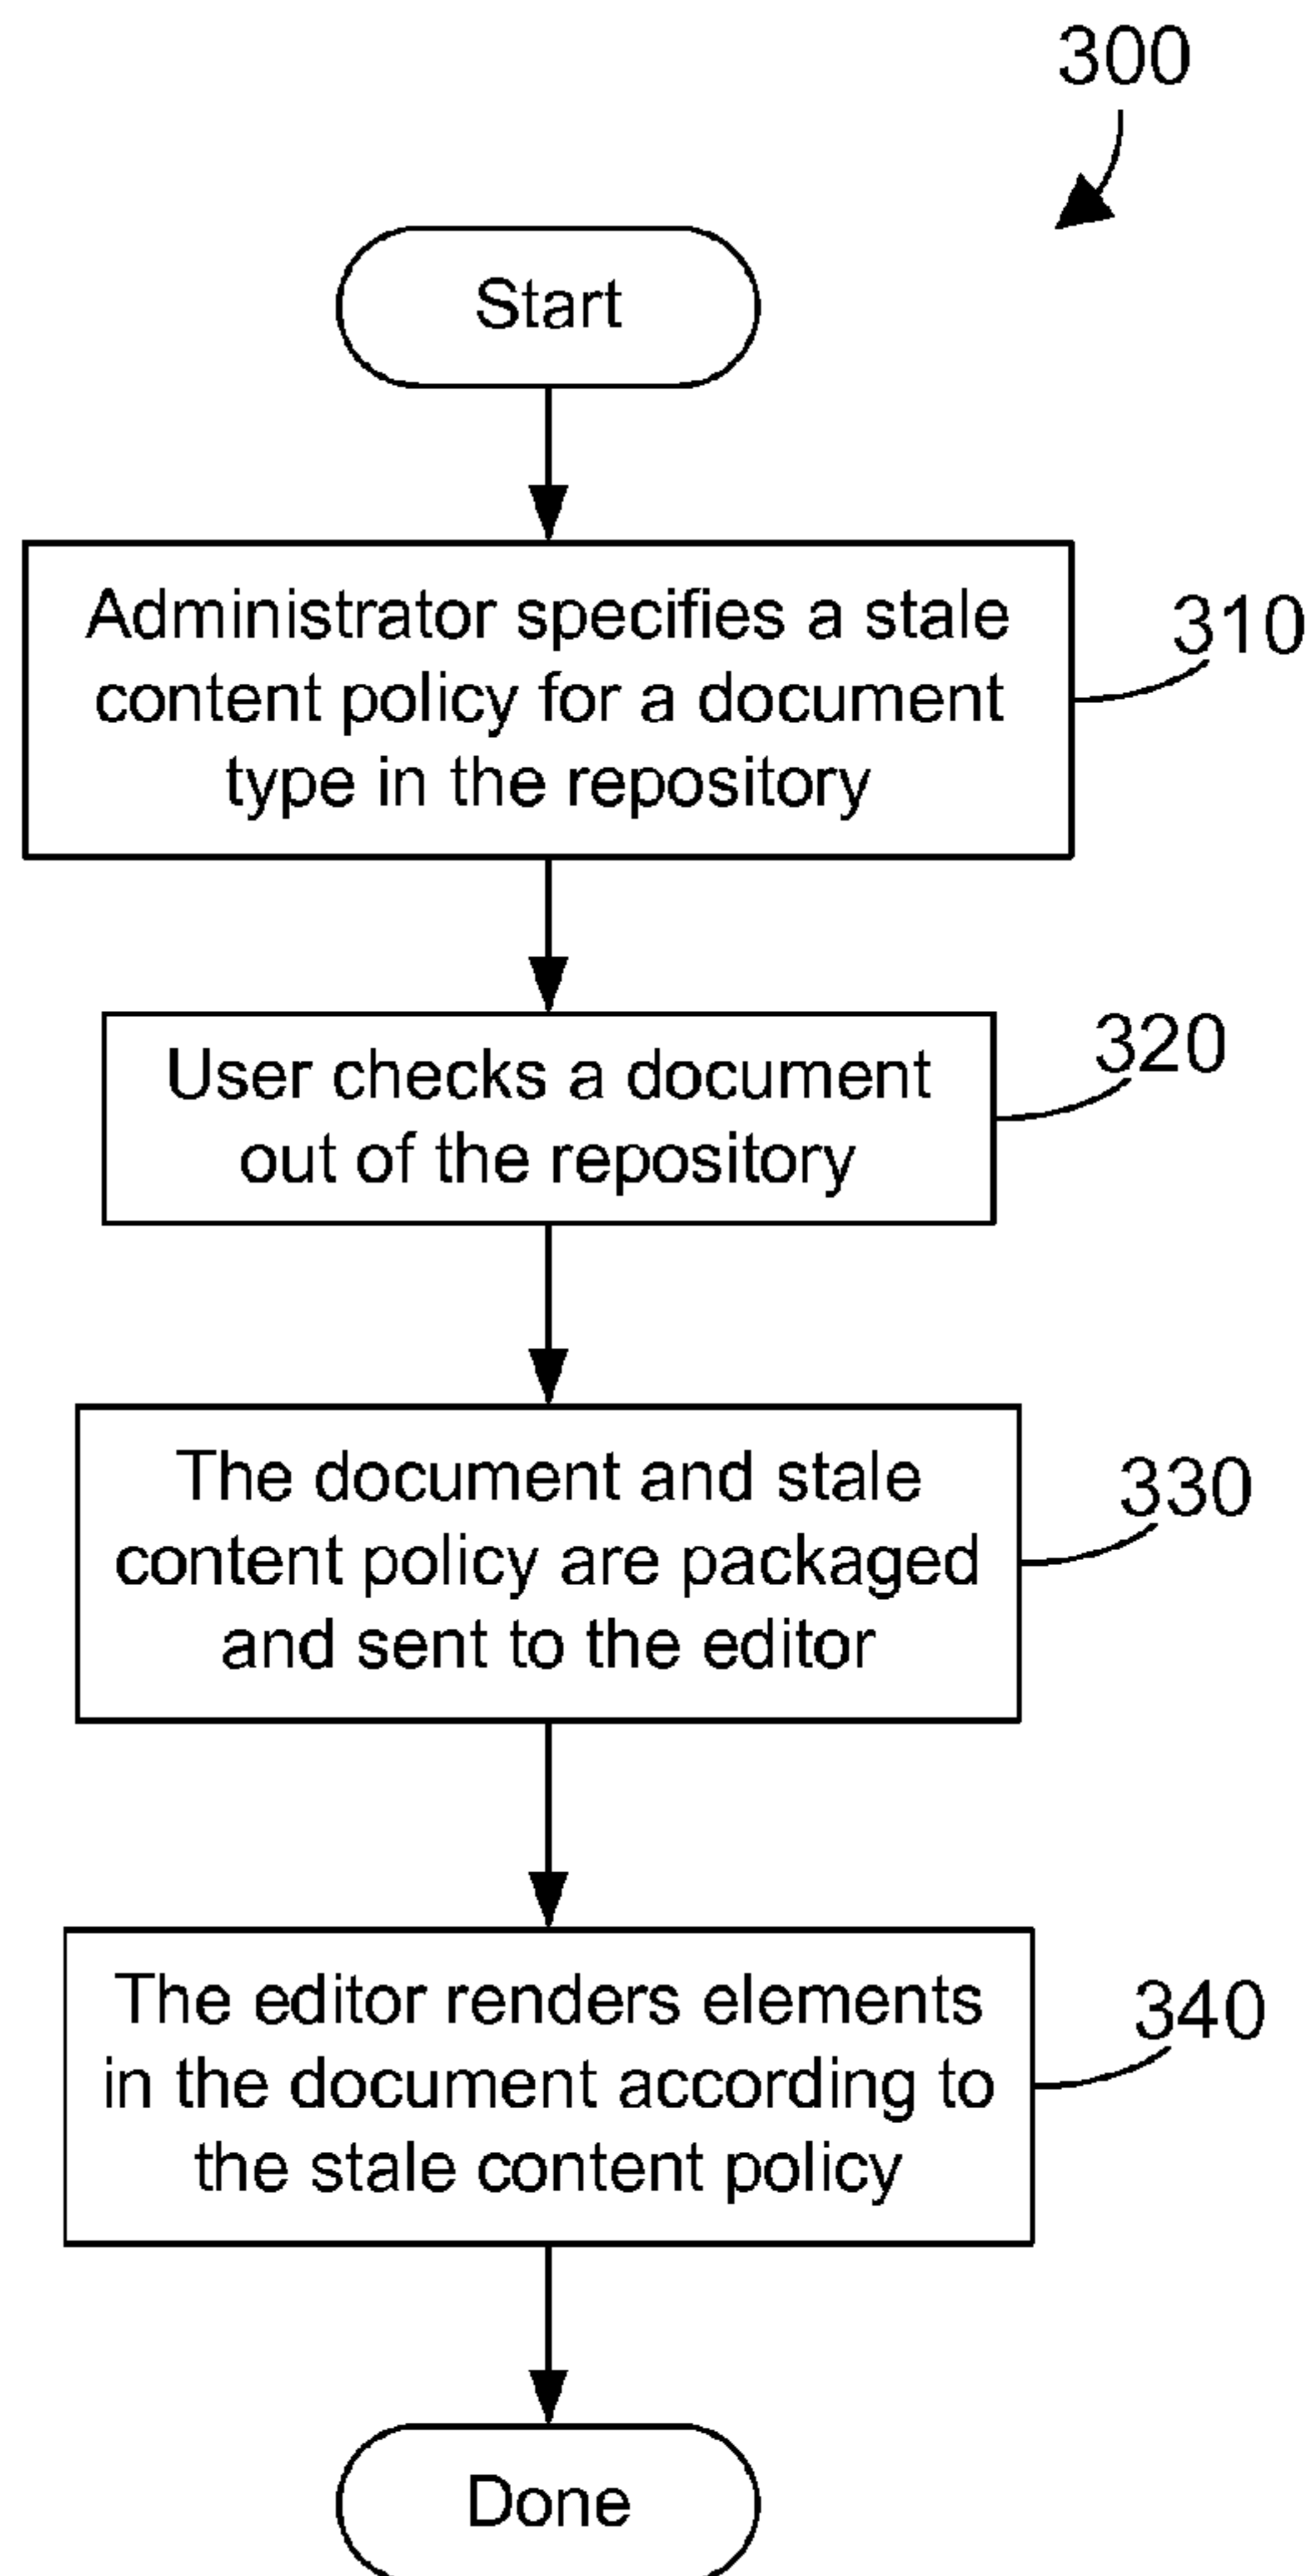 300
Start
Administrator specifies a stale
content policy for a document
type in the repository
310
User checks a document
out of the repository
320
The document and stale
content policy are packaged
and sent to the editor
330
The editor renders elements
in the document according to
the stale content policy
340
Done